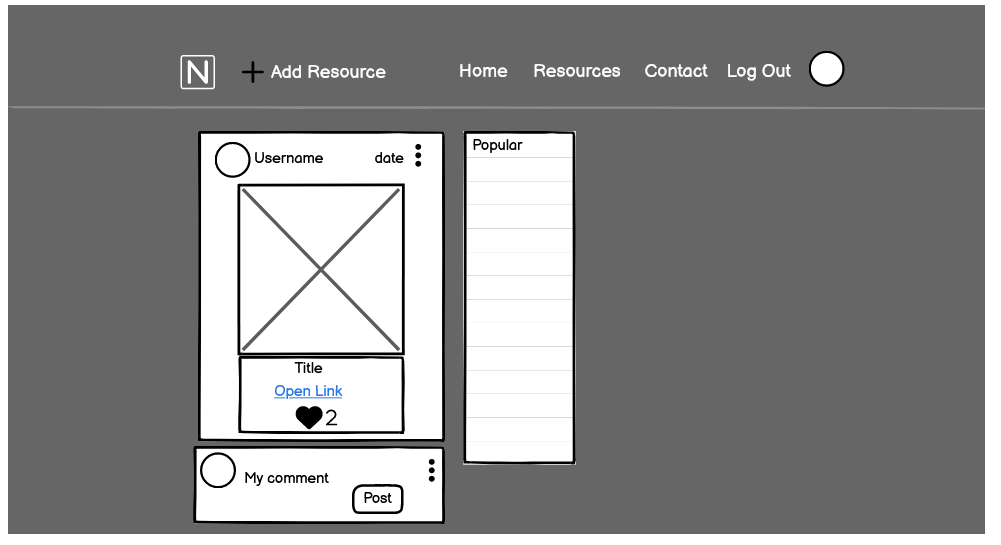 N + Add Resource Home Resources Contact Log Out
Username date
Title
Open Link
2
My comment
Post
Popular